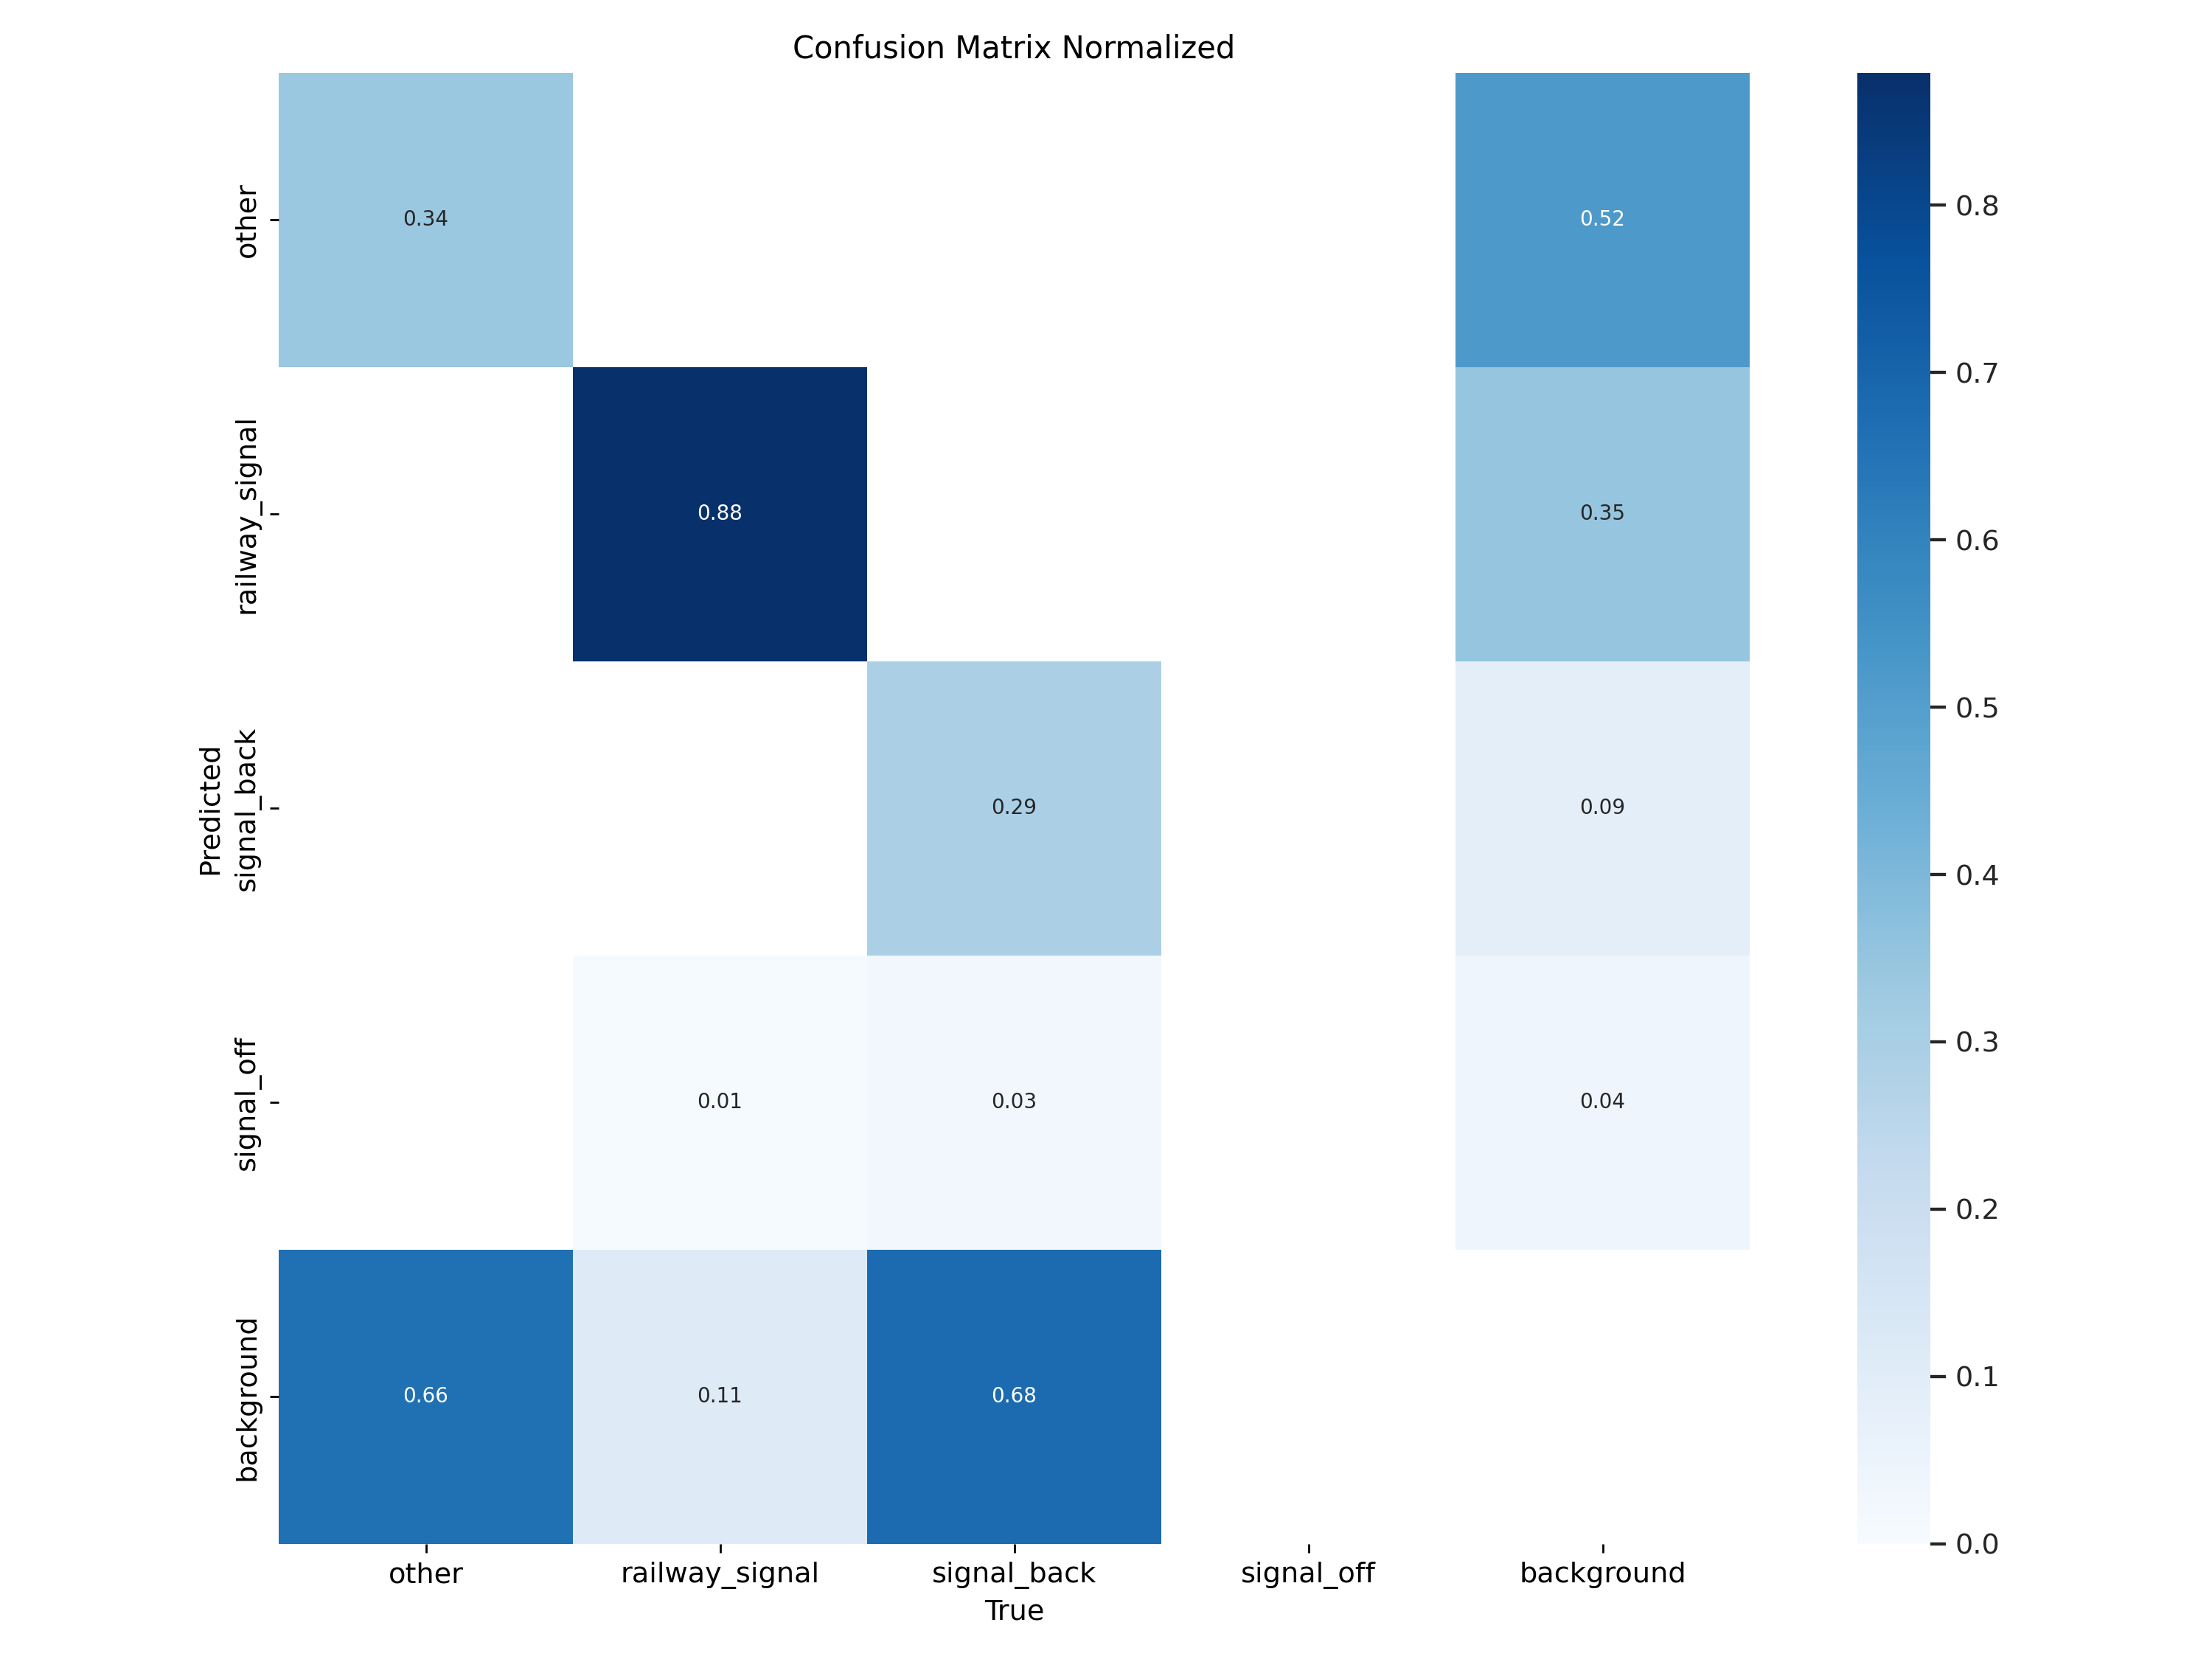 Confusion Matrix Normalized
other
0.34
0.52
0.8
0.7
railway_signal
0.88
0.35
0.6
0.5
Predicted
signal_back
0.29
0.09
0.4
0.3
signal_off
0.01
0.03
0.04
0.2
background
0.66
0.11
0.68
0.1
0.0
other
railway_signal
signal_back
signal_off
background
True